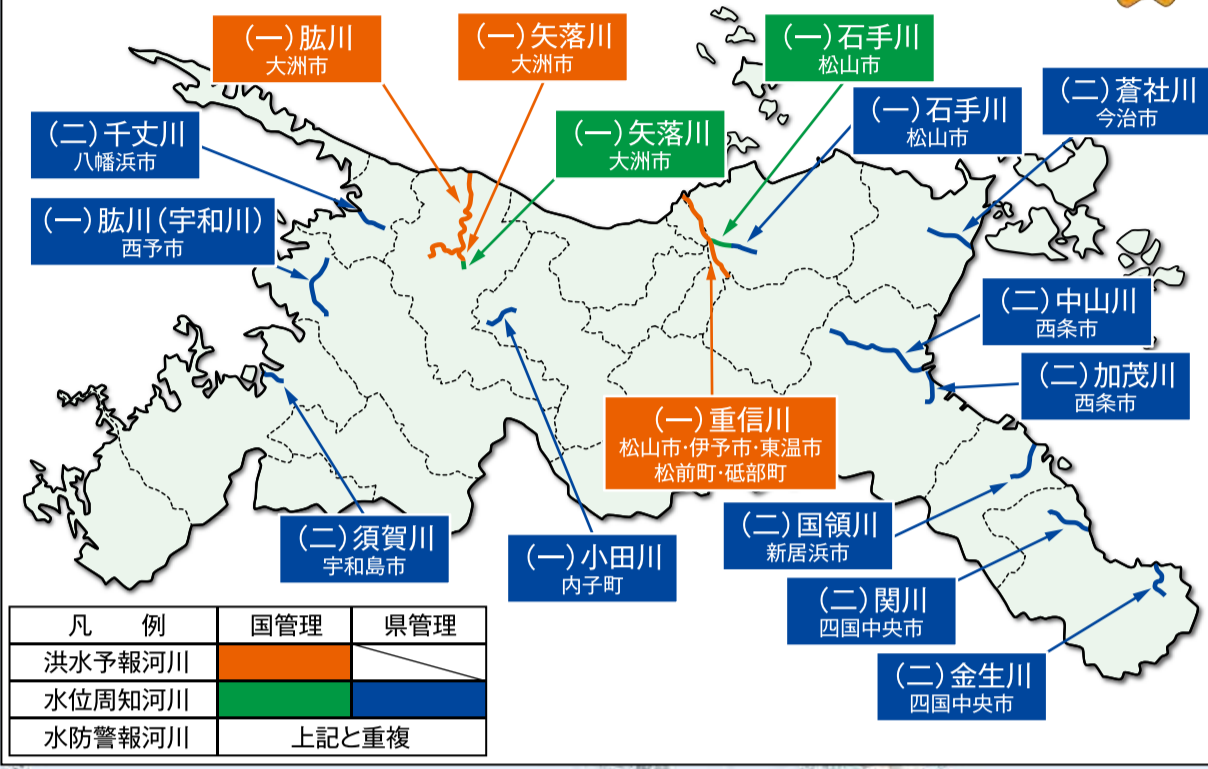 (一)肱川
大洲市
(一)矢落川
大洲市
(一)石手川
松山市
(二)蒼社川
今治市
(一)石手川
松山市
(二)千丈川
八幡浜市
(一)矢落川
大洲市
(一)肱川(宇和川)
西予市
(二)中山川
西条市
(二)加茂川
西条市
(一)重信川
松山市・伊予市・東温市
松前町・砥部町
(二)国領川
新居浜市
(二)須賀川
宇和島市
(一)小田川
内子町
(二)関川
四国中央市
(二)金生川
四国中央市
凡 例 国管理 県管理
洪水予報河川
水位周知河川
水防警報河川 上記と重複